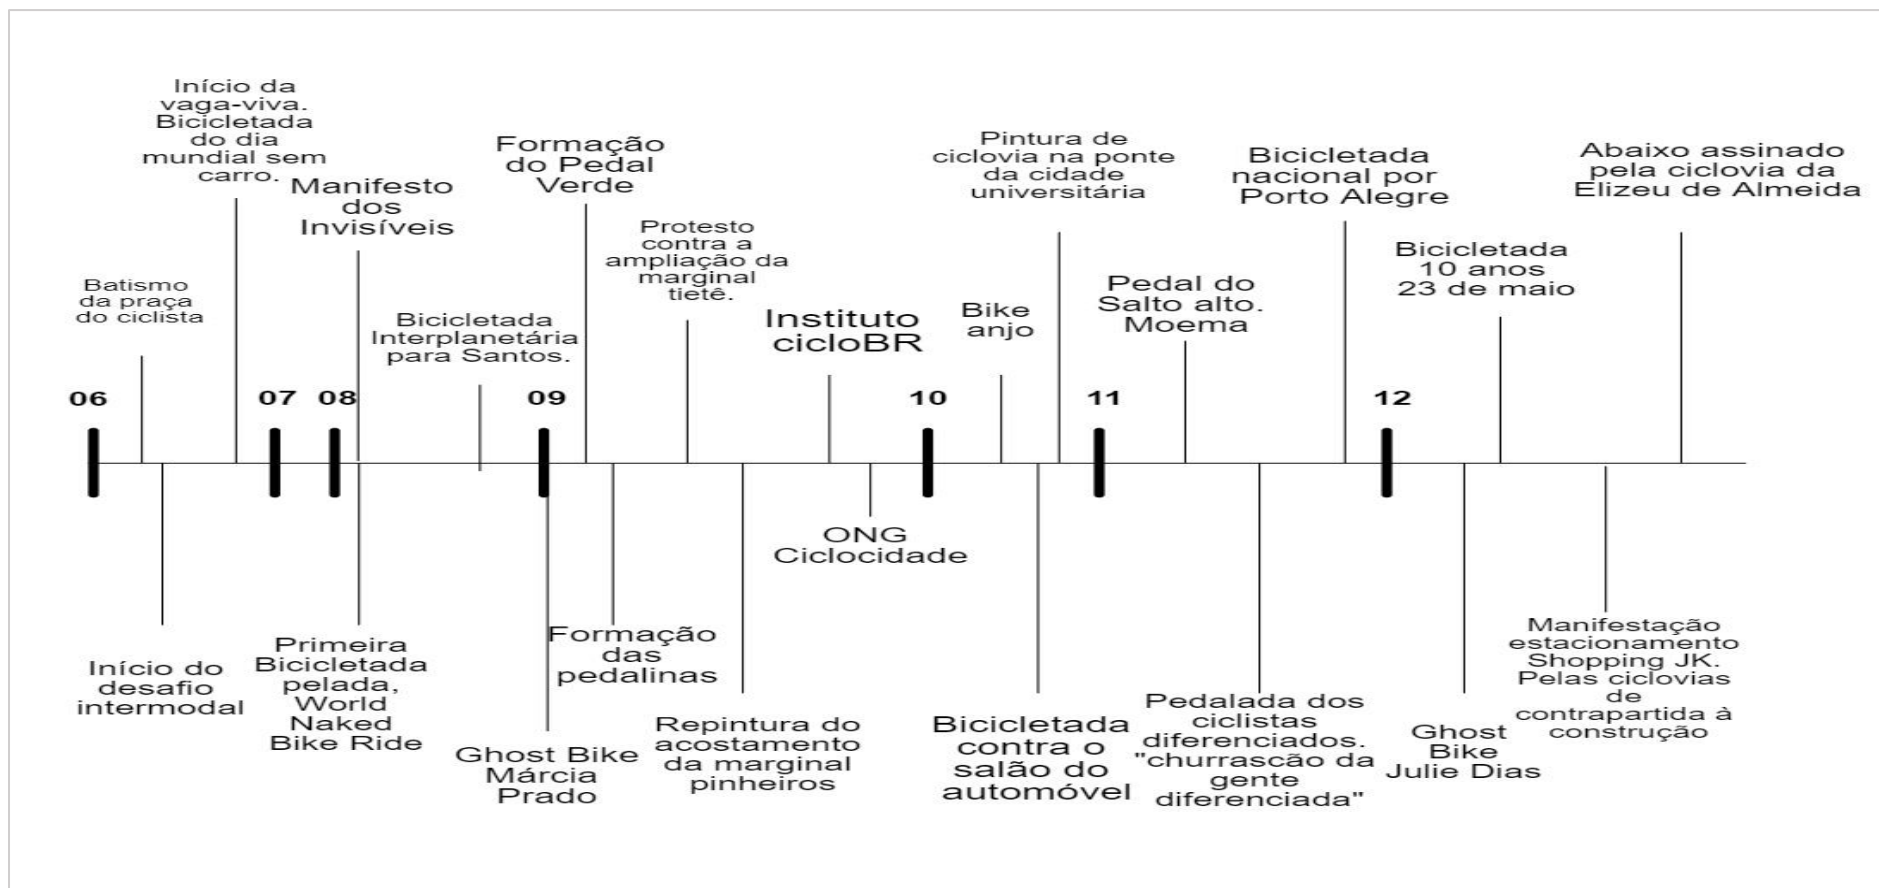 Início da
vaga-viva.
Bicicletada
do dia
mundial sem
carro.
Manifesto
dos
Invisíveis
Formação
do Pedal
Verde
Pintura de
ciclovia na ponte
da cidade
universitária
Bicicletada
nacional por
Porto Alegre
Abaixo assinado
pela ciclovia da
Elizeu de Almeida
Batismo
da praça
do ciclista
Bicicletada
Interplanetária
para Santos.
Protesto
contra a
ampliação da
marginal
tietê.
Instituto
cicloBR
Bike
anjo
Pedal do
Salto alto.
Moema
Bicicletada
10 anos
23 de maio
06
07
08
09
10
11
12
Início do
desafio
intermodal
Primeira
Bicicletada
pelada,
World
Naked
Bike Ride
Ghost Bike
Márcia
Prado
Formação
das
pedalinas
Repintura do
acostamento
da marginal
pinheiros
ONG
Ciclocidade
Bicicletada
contra o
salão do
automóvel
Pedalada dos
ciclistas
diferenciados.
"churrascão da
gente
diferenciada"
Ghost
Bike
Julie Dias
Manifestação
estacionamento
Shopping JK.
Pelas ciclovias
de
contrapartida à
construção